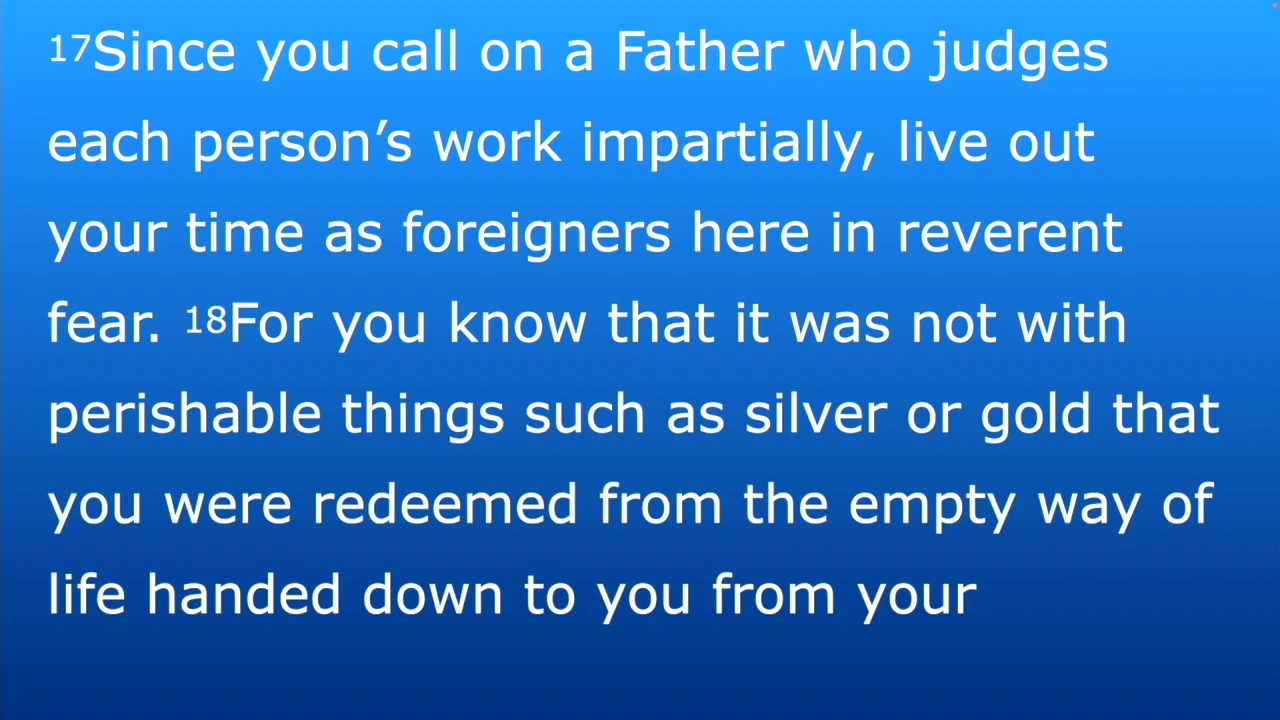 17Since you call on a Father who judges
each person’s work impartially, live out
your time as foreigners here in reverent
fear. 18For you know that it was not with
perishable things such as silver or gold that
you were redeemed from the empty way of
life handed down to you from your